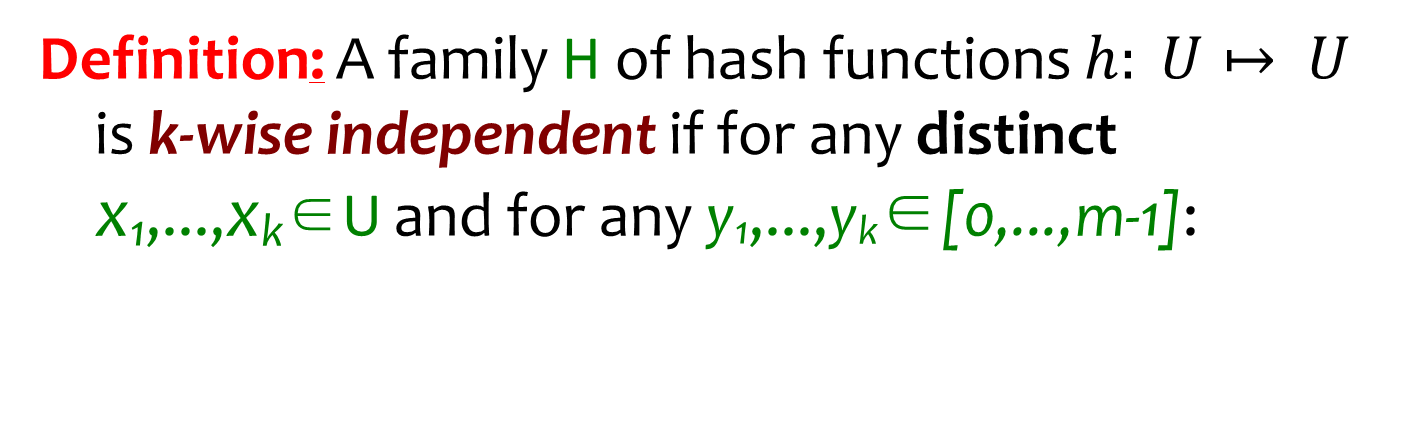 Definition: A family H of hash functions h: U ↦ U
is k-wise independent if for any distinct
x₁,...,xₖ∈U and for any y₁,...,yₖ∈[0,...,m-1]: